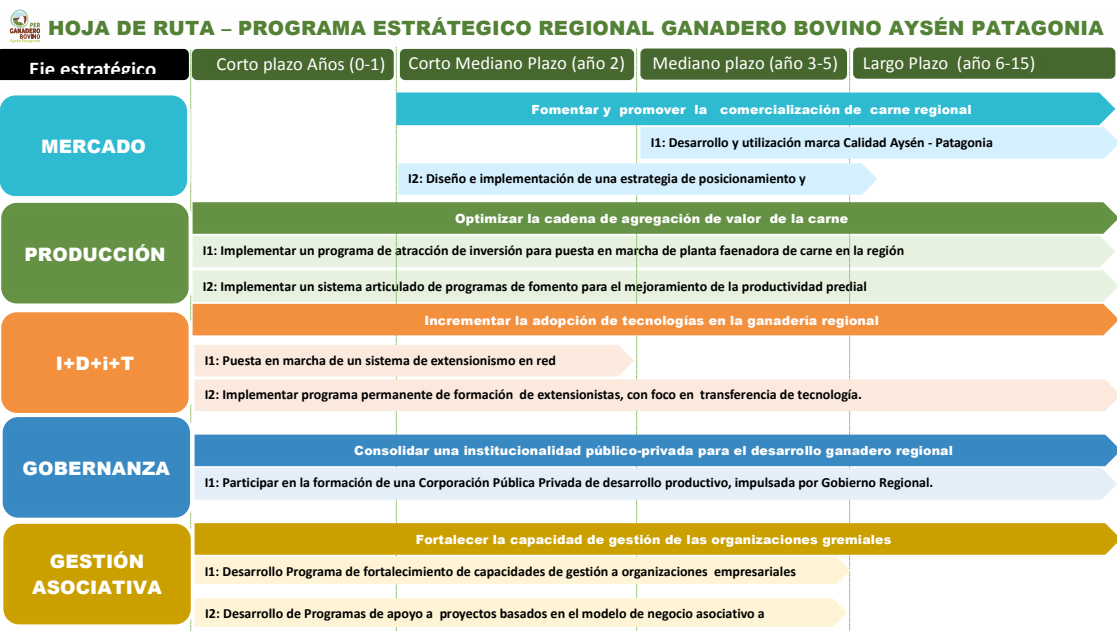 PER
GANADERO
BOVINO
HOJA DE RUTA – PROGRAMA ESTRÁTEGICO REGIONAL GANADERO BOVINO AYSÉN PATAGONIA
Eje estratégico
Corto plazo Años (0-1)
Corto Mediano Plazo (año 2)
Mediano plazo (año 3-5)
Largo Plazo (año 6-15)
MERCADO
Fomentar y promover la comercialización de carne regional
I1: Desarrollo y utilización marca Calidad Aysén - Patagonia
I2: Diseño e implementación de una estrategia de posicionamiento y
PRODUCCIÓN
Optimizar la cadena de agregación de valor de la carne
I1: Implementar un programa de atracción de inversión para puesta en marcha de planta faenadora de carne en la región
I2: Implementar un sistema articulado de programas de fomento para el mejoramiento de la productividad predial
I+D+i+T
Incrementar la adopción de tecnologías en la ganadería regional
I1: Puesta en marcha de un sistema de extensionismo en red
I2: Implementar programa permanente de formación de extensionistas, con foco en transferencia de tecnología.
GOBERNANZA
Consolidar una institucionalidad público-privada para el desarrollo ganadero regional
I1: Participar en la formación de una Corporación Pública Privada de desarrollo productivo, impulsada por Gobierno Regional.
GESTIÓN
ASOCIATIVA
Fortalecer la capacidad de gestión de las organizaciones gremiales
I1: Desarrollo Programa de fortalecimiento de capacidades de gestión a organizaciones empresariales
I2: Desarrollo de Programas de apoyo a proyectos basados en el modelo de negocio asociativo a